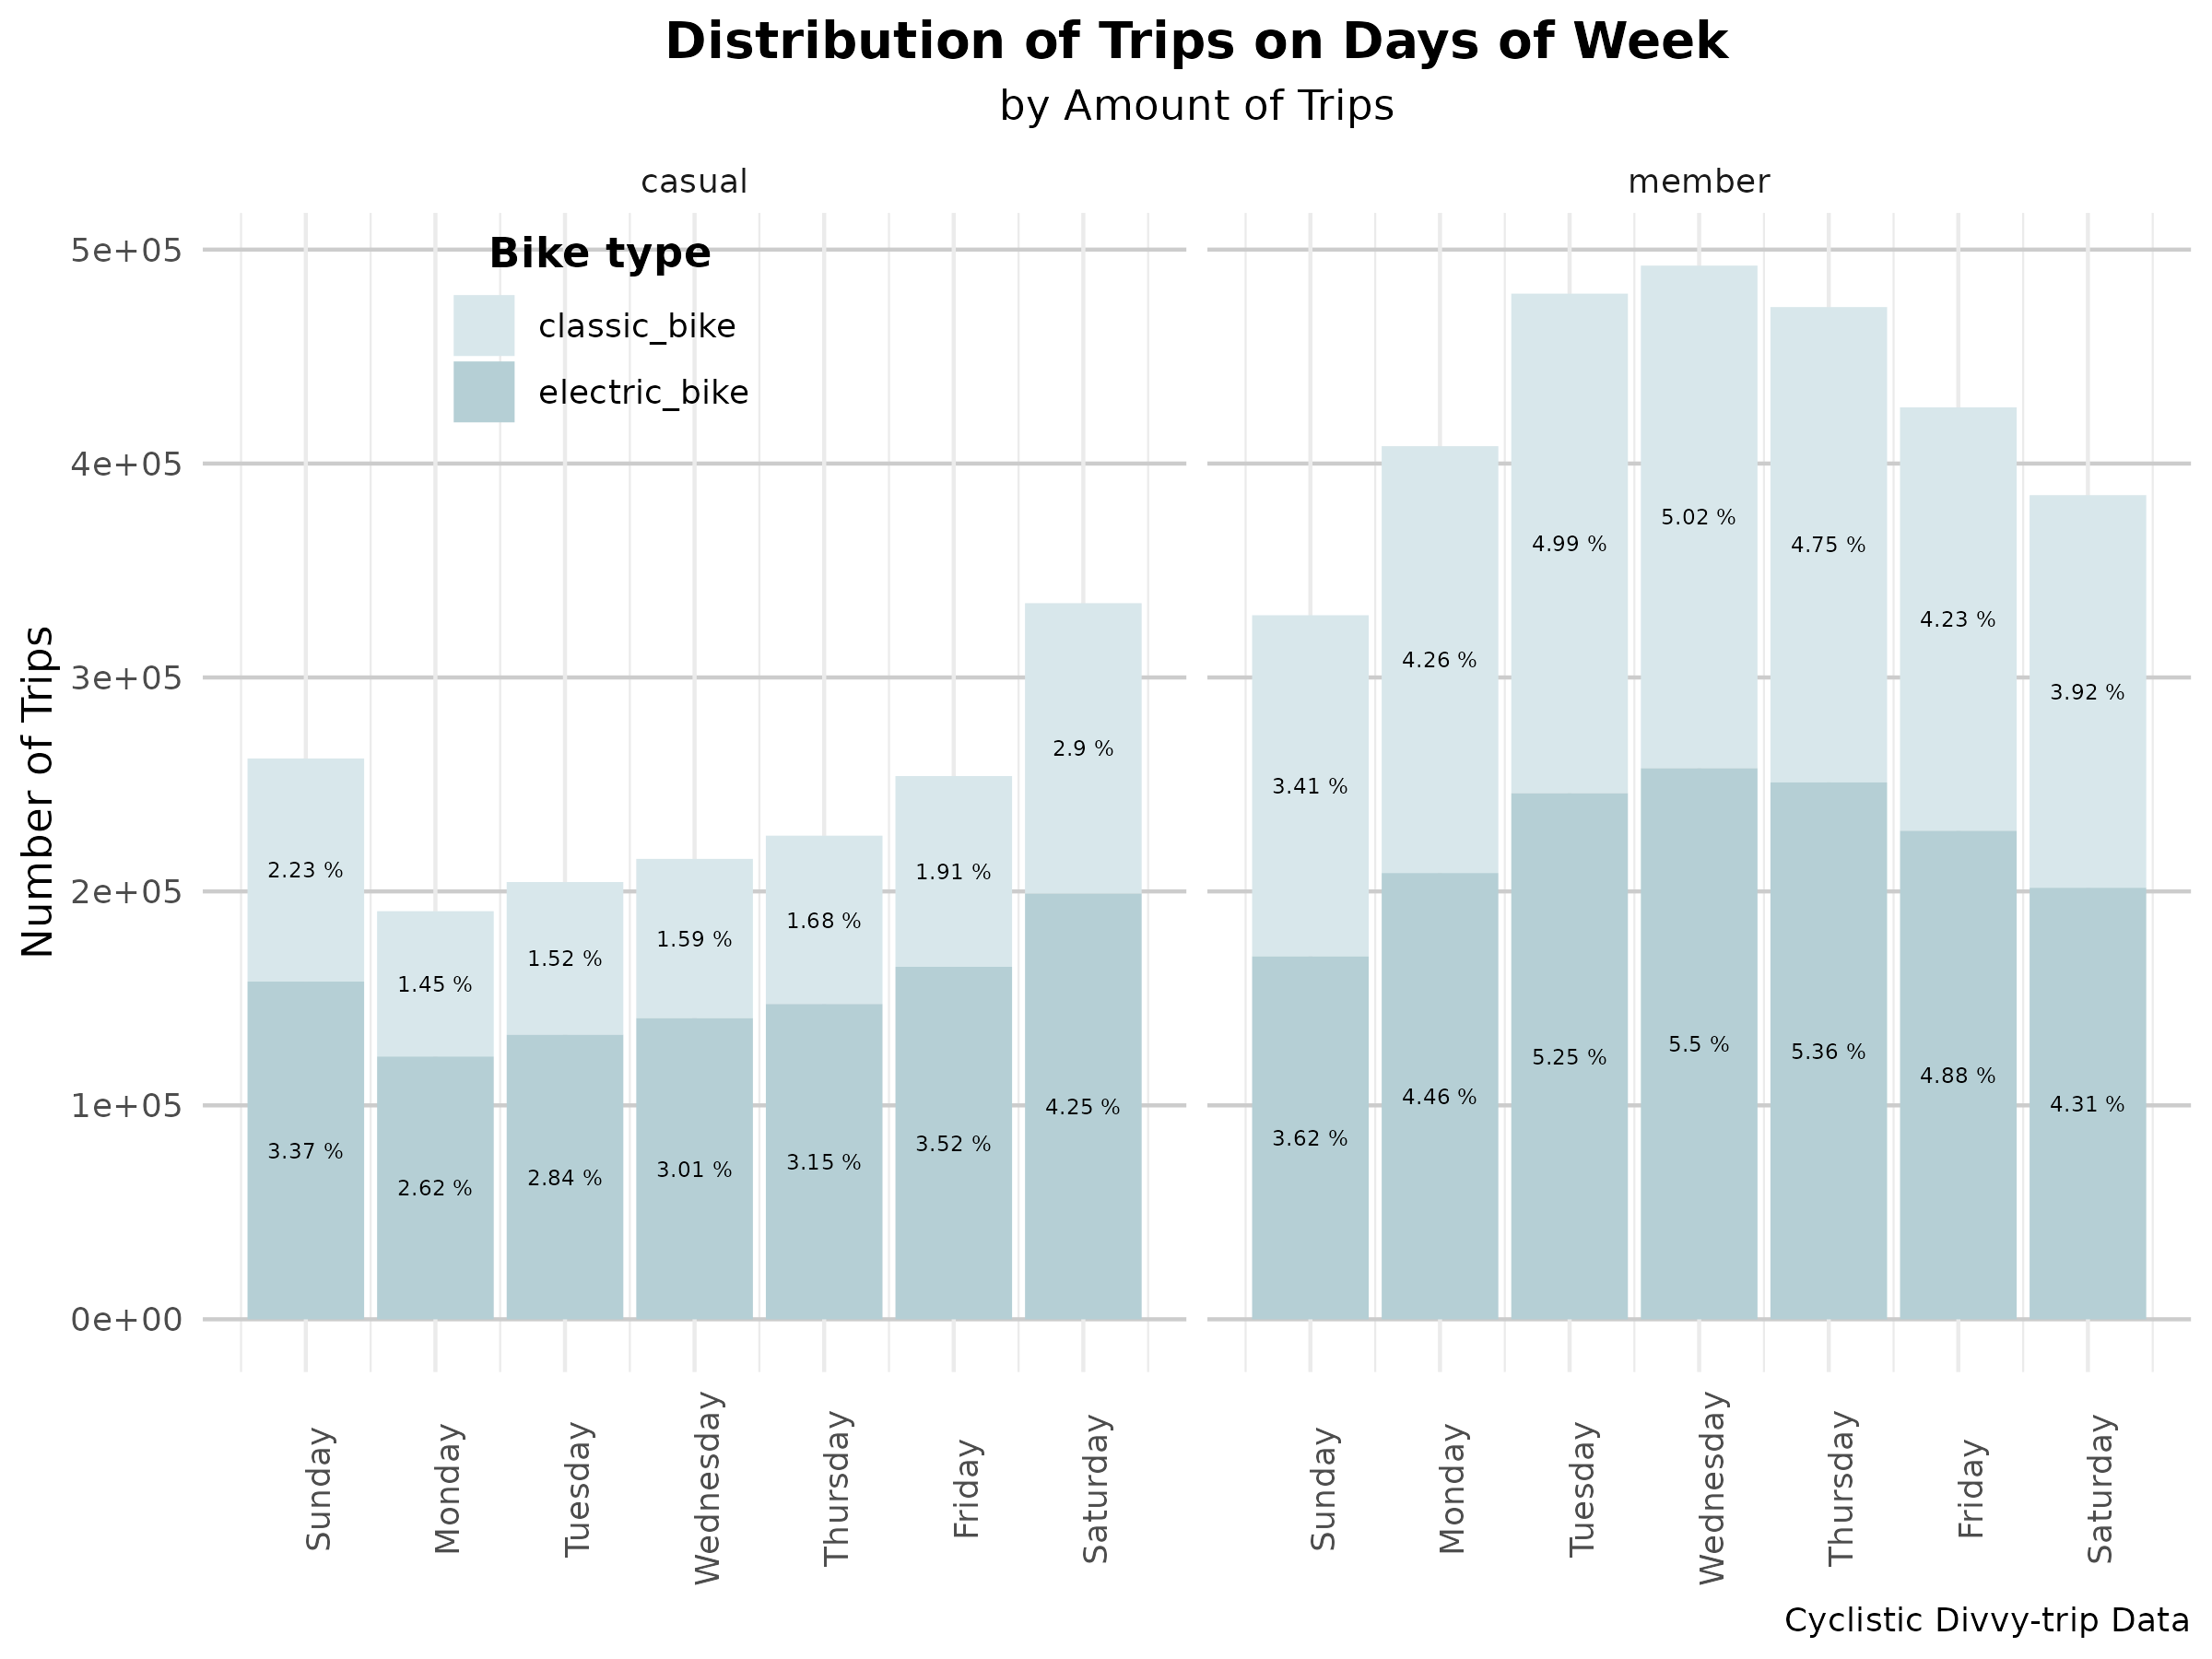 Distribution of Trips on Days of Week
by Amount of Trips
casual
member
Bike type
classic_bike
electric_bike
Number of Trips
5e+05
4e+05
3e+05
2e+05
1e+05
0e+00
2.23 %
1.45 %
1.52 %
1.59 %
1.68 %
1.91 %
2.9 %
3.37 %
2.62 %
2.84 %
3.01 %
3.15 %
3.52 %
4.25 %
3.41 %
4.26 %
4.99 %
5.02 %
4.75 %
4.23 %
3.92 %
3.62 %
4.46 %
5.25 %
5.5 %
5.36 %
4.88 %
4.31 %
Sunday
Monday
Tuesday
Wednesday
Thursday
Friday
Saturday
Sunday
Monday
Tuesday
Wednesday
Thursday
Friday
Saturday
Cyclistic Divvy-trip Data